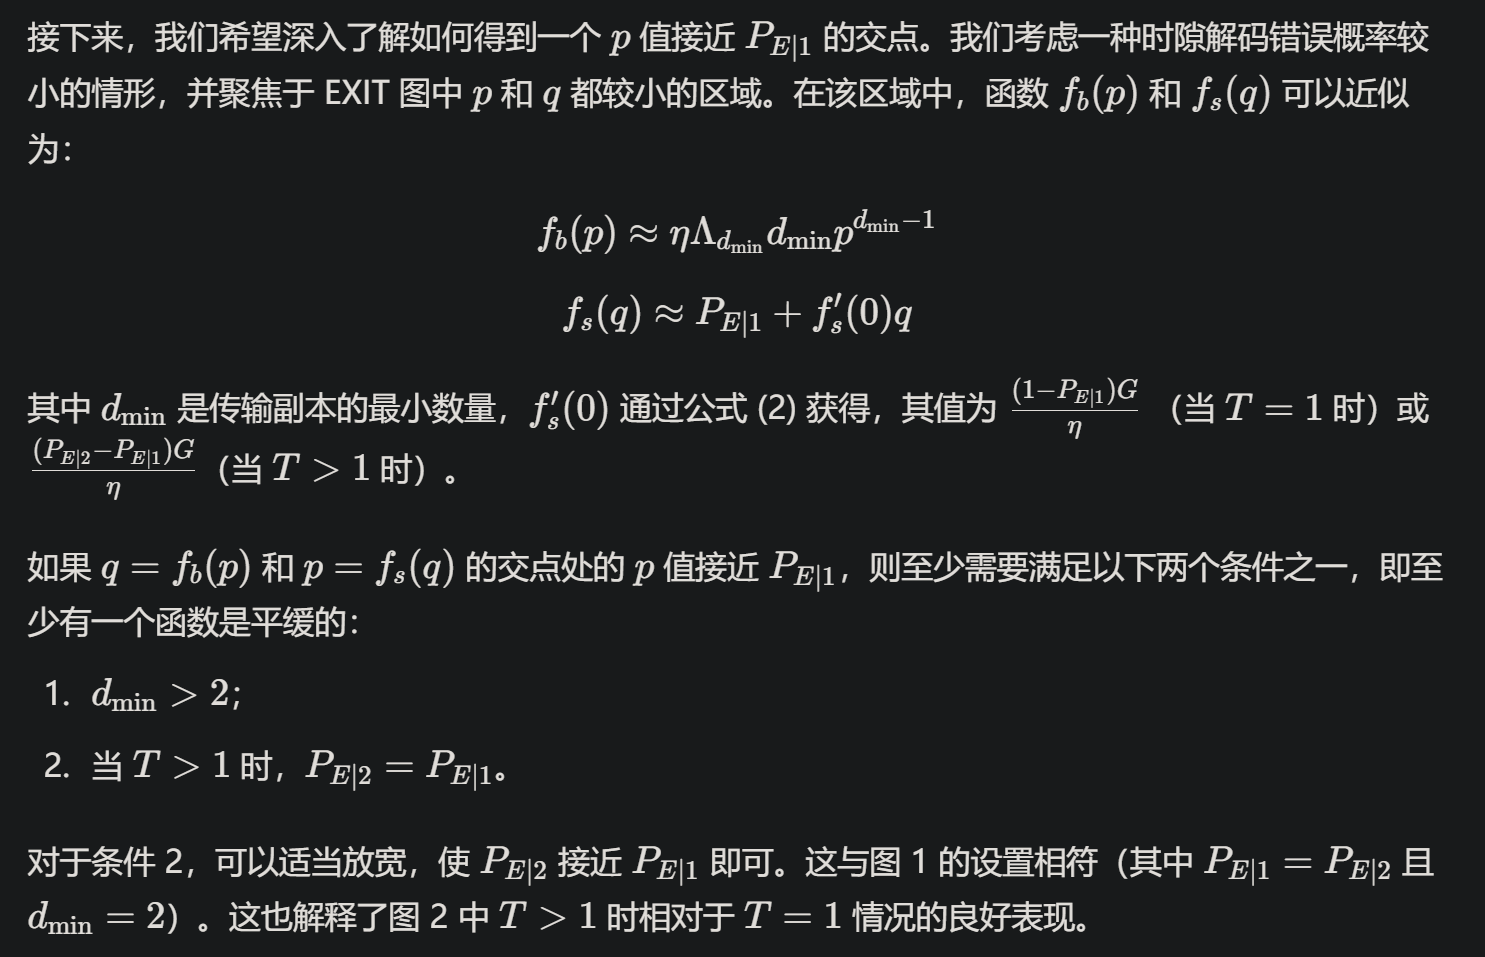 接下来，我们希望深入了解如何得到一个 p 值接近 P_{E|1} 的交点。我们考虑一种时隙解码错误概率较
小的情形，并聚焦于 EXIT 图中 p 和 q 都较小的区域。在该区域中，函数 f_b(p) 和 f_s(q) 可以近似
为：
f_b(p) ≈ ηΛ_{d_{min}} d_{min} p^{d_{min}-1}
f_s(q) ≈ P_{E|1} + f_s′(0)q
其中 d_{min} 是传输副本的最小数量，f_s′(0) 通过公式 (2) 获得，其值为 \frac{(1-P_{E|1})G}{η} （当 T = 1 时）或
\frac{(P_{E|2}-P_{E|1})G}{η}（当 T > 1 时）。
如果 q = f_b(p) 和 p = f_s(q) 的交点处的 p 值接近 P_{E|1}，则至少需要满足以下两个条件之一，即至
少有一个函数是平缓的：
1. d_{min} > 2；
2. 当 T > 1 时，P_{E|2} = P_{E|1}。
对于条件 2，可以适当放宽，使 P_{E|2} 接近 P_{E|1} 即可。这与图 1 的设置相符（其中 P_{E|1} = P_{E|2} 且
d_{min} = 2）。这也解释了图 2 中 T > 1 时相对于 T = 1 情况的良好表现。